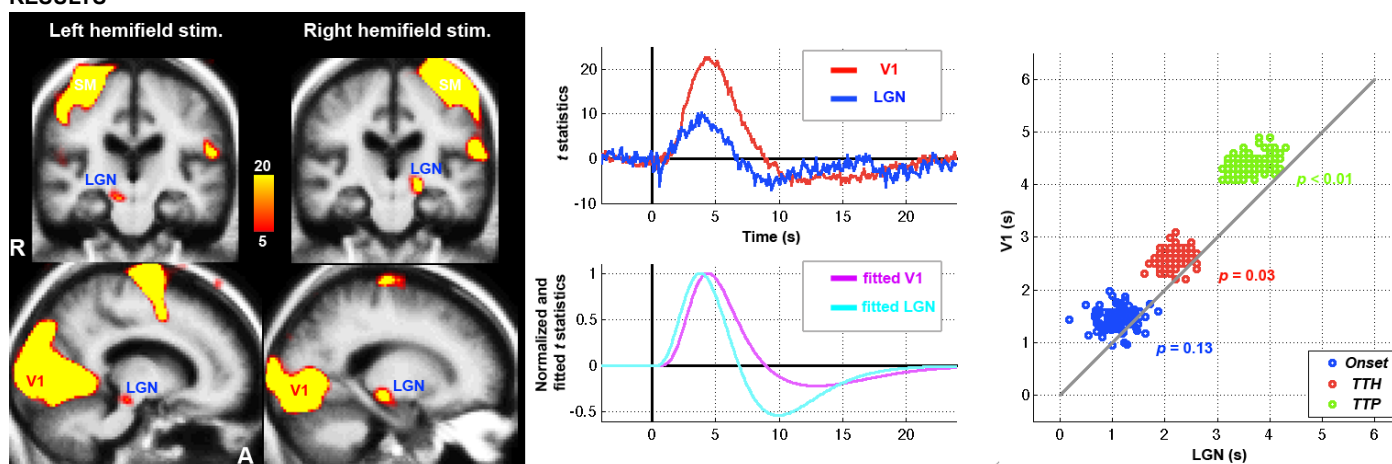 RESULTS
Left hemifield stim.
Right hemifield stim.
SM
SM
LGN
LGN
20
5
R
V1
LGN
V1
LGN
A
t statistics
20
10
0
-10
V1
LGN
0
5
10
15
20
Time (s)
Normalized and
fitted t statistics
1
0.5
0
-0.5
fitted V1
fitted LGN
0
5
10
15
20
V1 (s)
6
5
4
3
2
1
0
p < 0.01
p = 0.03
p = 0.13
Onset
TTH
TTP
0
1
2
3
4
5
6
LGN (s)